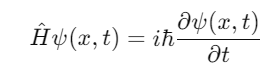 Ĥψ(x, t) = iℏ ∂ψ(x, t)/∂t